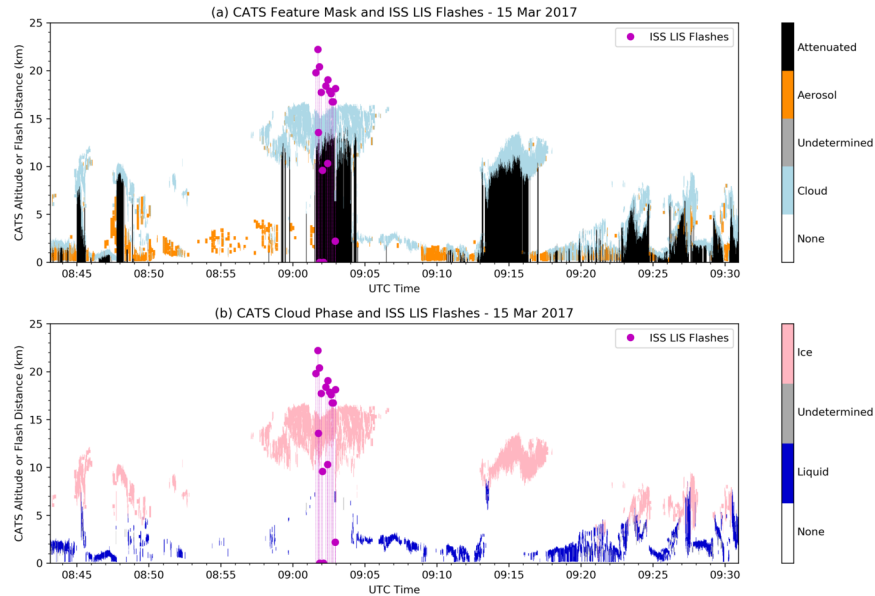 (a) CATS Feature Mask and ISS LIS Flashes - 15 Mar 2017
CATS Altitude or Flash Distance (km)
25
20
15
10
5
0
ISS LIS Flashes
08:45 08:50 08:55 09:00 09:05 09:10 09:15 09:20 09:25 09:30
UTC Time
Attenuated
Aerosol
Undetermined
Cloud
None
(b) CATS Cloud Phase and ISS LIS Flashes - 15 Mar 2017
CATS Altitude or Flash Distance (km)
25
20
15
10
5
0
ISS LIS Flashes
08:45 08:50 08:55 09:00 09:05 09:10 09:15 09:20 09:25 09:30
UTC Time
Ice
Undetermined
Liquid
None